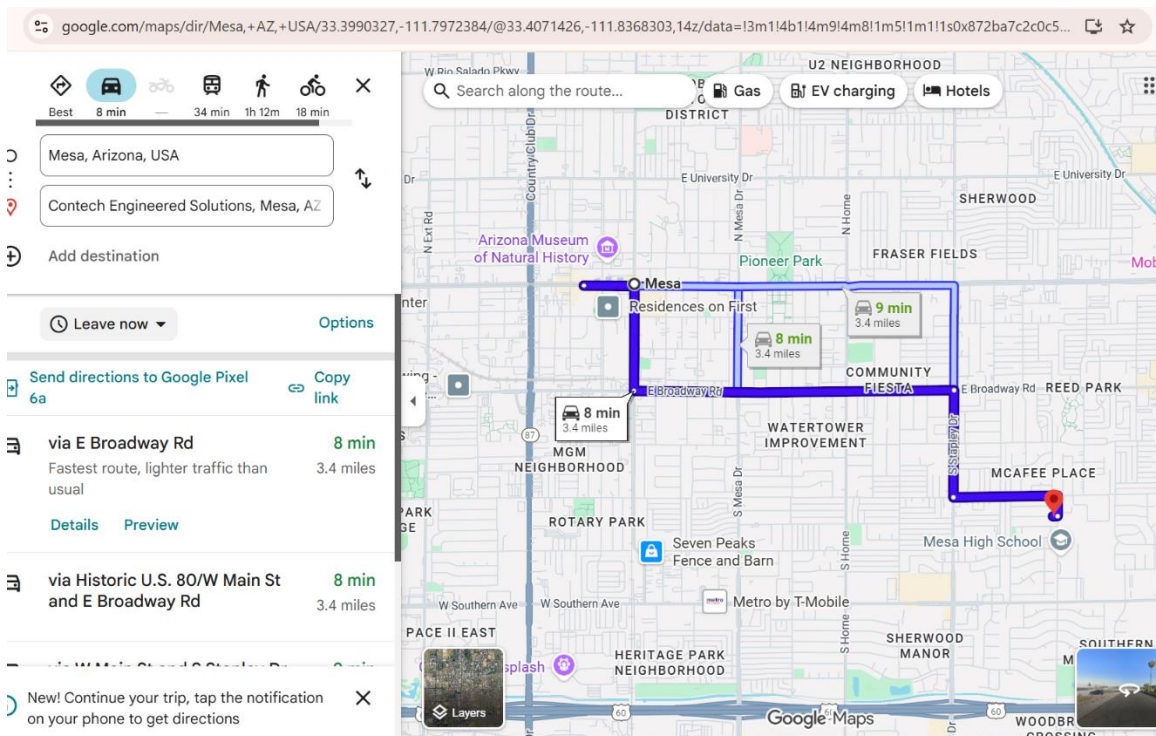 google.com/maps/dir/Mesa,+AZ,+USA/33.3990327,-111.7972384/@33.4071426,-111.8368303,14z/data=!3m1!4b1!4m9!4m8!1m5!1m1!1s0x872ba7c2c0c5...
Best
8 min
—
34 min
1h 12m
18 min
Mesa, Arizona, USA
Contech Engineered Solutions, Mesa, AZ
Add destination
Leave now
Options
Send directions to Google Pixel
6a
Copy
link
via E Broadway Rd
8 min
Fastest route, lighter traffic than
usual
3.4 miles
Details
Preview
via Historic U.S. 80/W Main St
and E Broadway Rd
8 min
3.4 miles
New! Continue your trip, tap the notification
on your phone to get directions
Search along the route...
Gas
EV charging
Hotels
W Rio Salado Pkwy
U2 NEIGHBORHOOD
DISTRICT
Country Club Dr
Dr
E University Dr
E University Dr
SHERWOOD
N Ext Rd
N Mesa Dr
N Home
Arizona Museum
of Natural History
Pioneer Park
FRASER FIELDS
Mesa
Residences on First
9 min
3.4 miles
8 min
3.4 miles
COMMUNITY
FIESTA
E Broadway Rd
E Broadway Rd
REED PARK
8 min
3.4 miles
87
MGM
NEIGHBORHOOD
WATERTOWER
IMPROVEMENT
S Stapley Dr
MCAFEE PLACE
S Mesa Dr
ROTARY PARK
Mesa High School
Seven Peaks
Fence and Barn
S Home
metro
Metro by T-Mobile
W Southern Ave
W Southern Ave
PACE II EAST
HERITAGE PARK
NEIGHBORHOOD
S Home
SHERWOOD
MANOR
SOUTHERN
Layers
60
60
Google Maps